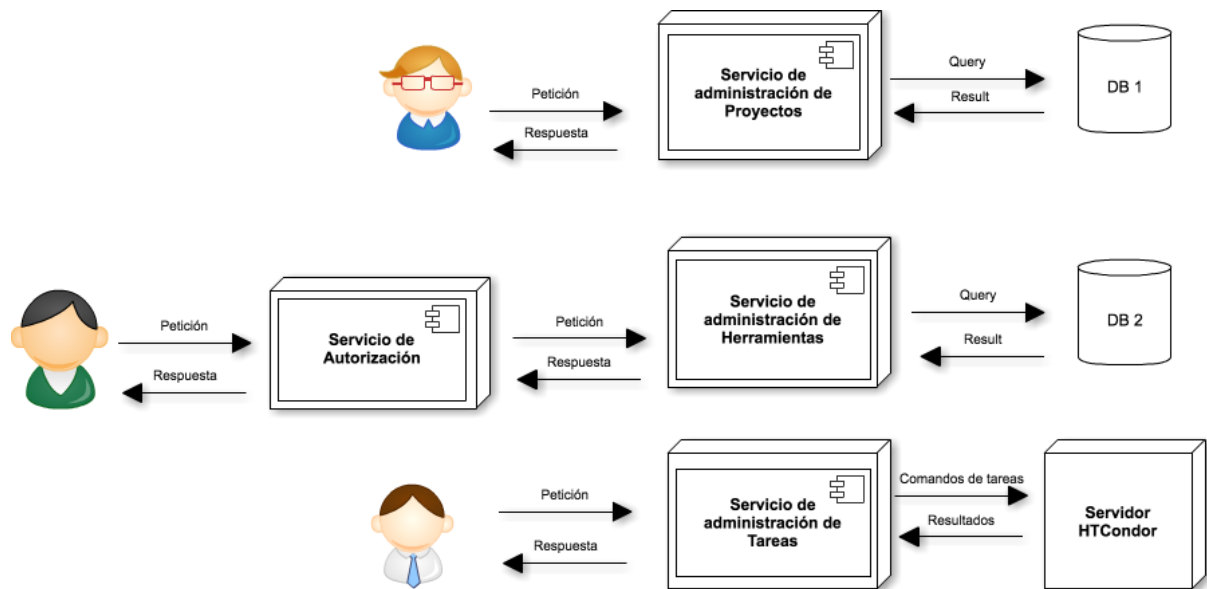 Petición
Respuesta
Servicio de
administración de
Proyectos
Query
Result
DB 1
Petición
Respuesta
Servicio de
Autorización
Petición
Respuesta
Servicio de
administración de
Herramientas
Query
Result
DB 2
Petición
Respuesta
Servicio de
administración de
Tareas
Comandos de tareas
Resultados
Servidor
HTCondor